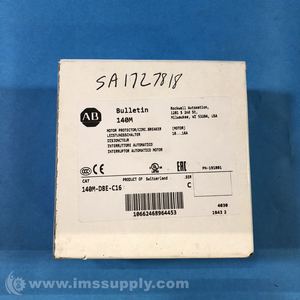 SA1727818
AB
Bulletin
140M
Rockwell Automation,
1201 S 2nd St,
Milwaukee, WI 53204, USA
MOTOR PROTECTOR/CIRC.BREAKER
LEISTUNGSSCHALTER
DISJONCTEUR
INTERRUTTORE AUTOMATICO
INTERRUPTOR AUTOMATICO MOTOR
[MOTOR]
10...16A
CAT
PRODUCT OF Switzerland
SER
140M-D8E-C16
C
10662468964453
4030
www.imssupply.com